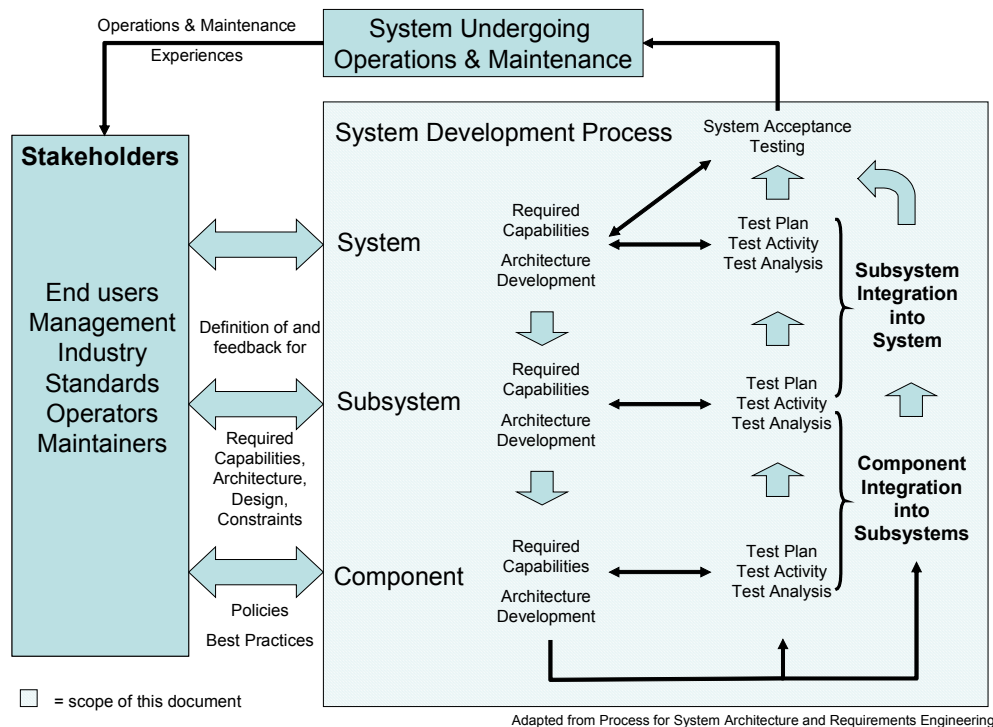 Operations & Maintenance
Experiences
System Undergoing
Operations & Maintenance
Stakeholders
End users
Management
Industry
Standards
Operators
Maintainers
Definition of and
feedback for
Required
Capabilities,
Architecture,
Design,
Constraints
Policies
Best Practices
System Development Process
System Acceptance
Testing
System
Required
Capabilities
Architecture
Development
Test Plan
Test Activity
Test Analysis
Subsystem
Integration
into
System
Subsystem
Required
Capabilities
Architecture
Development
Test Plan
Test Activity
Test Analysis
Component
Integration
into
Subsystems
Component
Required
Capabilities
Architecture
Development
Test Plan
Test Activity
Test Analysis
= scope of this document
Adapted from Process for System Architecture and Requirements Engineering